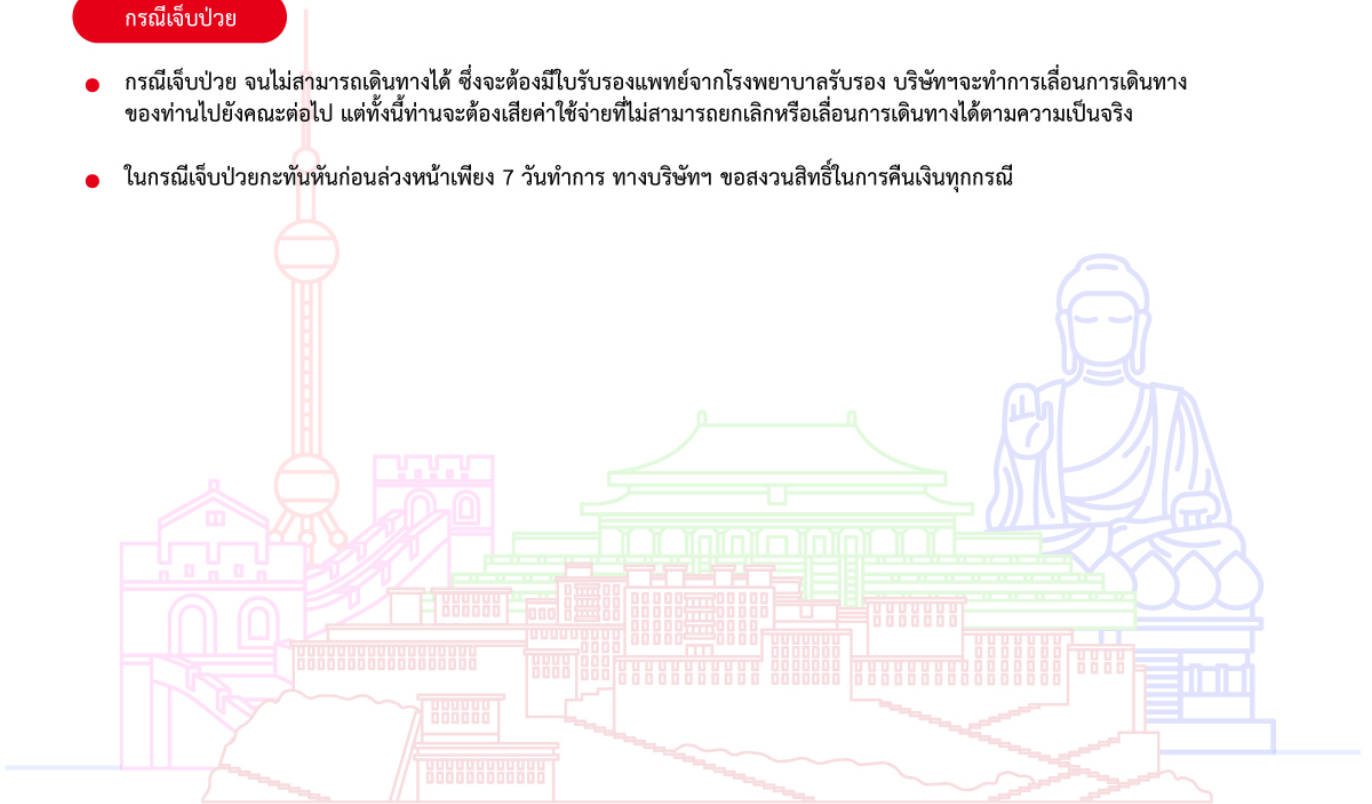 กรณีเจ็บป่วย
● กรณีเจ็บป่วย จนไม่สามารถเดินทางได้ ซึ่งจะต้องมีใบรับรองแพทย์จากโรงพยาบาลรับรอง บริษัทฯจะทำการเลื่อนการเดินทาง
ของท่านไปยังคณะต่อไป แต่ทั้งนี้ท่านจะต้องเสียค่าใช้จ่ายที่ไม่สามารถยกเลิกหรือเลื่อนการเดินทางได้ตามความเป็นจริง
● ในกรณีเจ็บป่วยกะทันหันก่อนล่วงหน้าเพียง 7 วันทำการ ทางบริษัทฯ ขอสงวนสิทธิ์ในการคืนเงินทุกกรณี